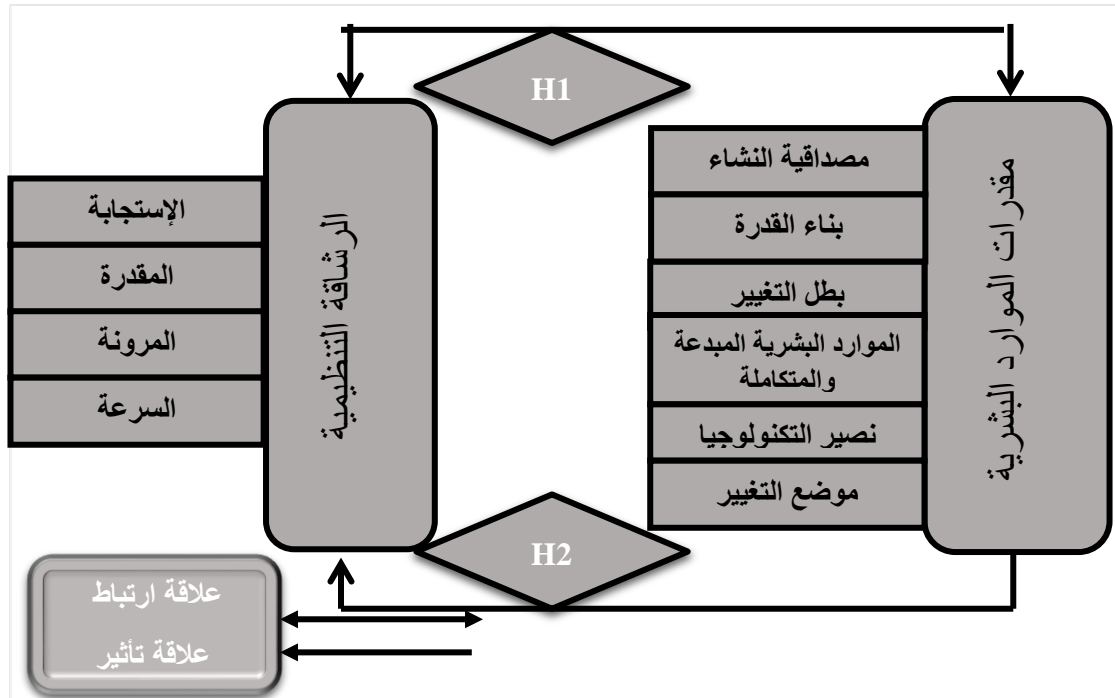 H1
مقدرات الموارد البشرية
مصداقية النشاء
بناء القدرة
بطل التغيير
الموارد البشرية المبدعة
والمتكاملة
نصير التكنولوجيا
موضع التغيير
الرشاقة التنظيمية
الإستجابة
المقدرة
المرونة
السرعة
H2
علاقة ارتباط
علاقة تأثير